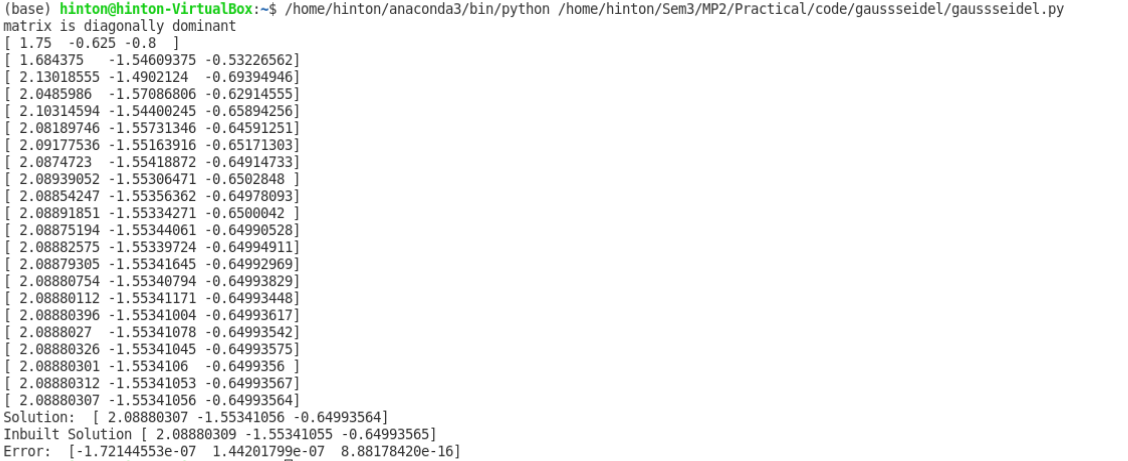 (base) hinton@hinton-VirtualBox:~$ /home/hinton/anaconda3/bin/python /home/hinton/Sem3/MP2/Practical/code/gaussseidel/gaussseidel.py
matrix is diagonally dominant
[ 1.75  -0.625 -0.8  ]
[ 1.684375   -1.54609375 -0.53226562]
[ 2.13018555 -1.4902124  -0.69394946]
[ 2.0485986  -1.57086806 -0.62914555]
[ 2.10314594 -1.54400245 -0.65894256]
[ 2.08189746 -1.55731346 -0.64591251]
[ 2.09177536 -1.55163916 -0.65171303]
[ 2.0874723  -1.55418872 -0.64914733]
[ 2.08939052 -1.55306471 -0.6502848 ]
[ 2.08854247 -1.55356362 -0.64978093]
[ 2.08891851 -1.55334271 -0.6500042 ]
[ 2.08875194 -1.55344061 -0.64990528]
[ 2.08882575 -1.55339724 -0.64994911]
[ 2.08879305 -1.55341645 -0.64992969]
[ 2.08880754 -1.55340794 -0.64993829]
[ 2.08880112 -1.55341171 -0.64993448]
[ 2.08880396 -1.55341004 -0.64993617]
[ 2.0888027  -1.55341078 -0.64993542]
[ 2.08880326 -1.55341045 -0.64993575]
[ 2.08880301 -1.5534106  -0.6499356 ]
[ 2.08880312 -1.55341053 -0.64993567]
[ 2.08880307 -1.55341056 -0.64993564]
Solution:  [ 2.08880307 -1.55341056 -0.64993564]
Inbuilt Solution [ 2.08880309 -1.55341055 -0.64993565]
Error:  [-1.72144553e-07  1.44201799e-07  8.88178420e-16]